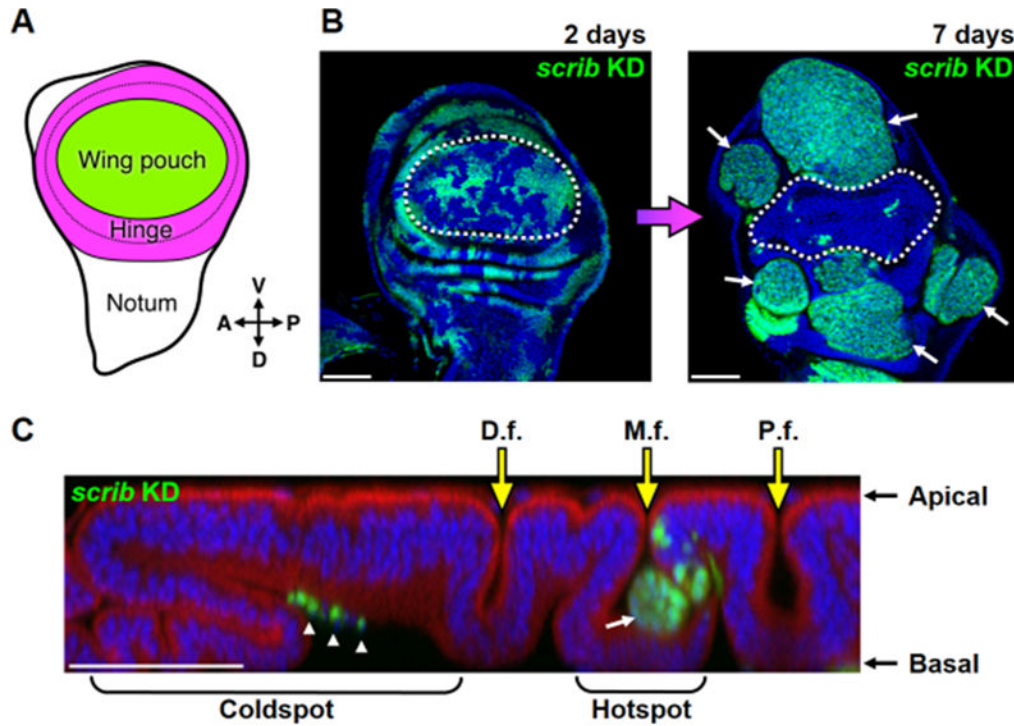 A
Wing pouch
Hinge
Notum
V
A P
D
B
2 days
scrib KD
7 days
scrib KD
C
D.f. M.f. P.f.
scrib KD
Apical
Basal
Coldspot Hotspot